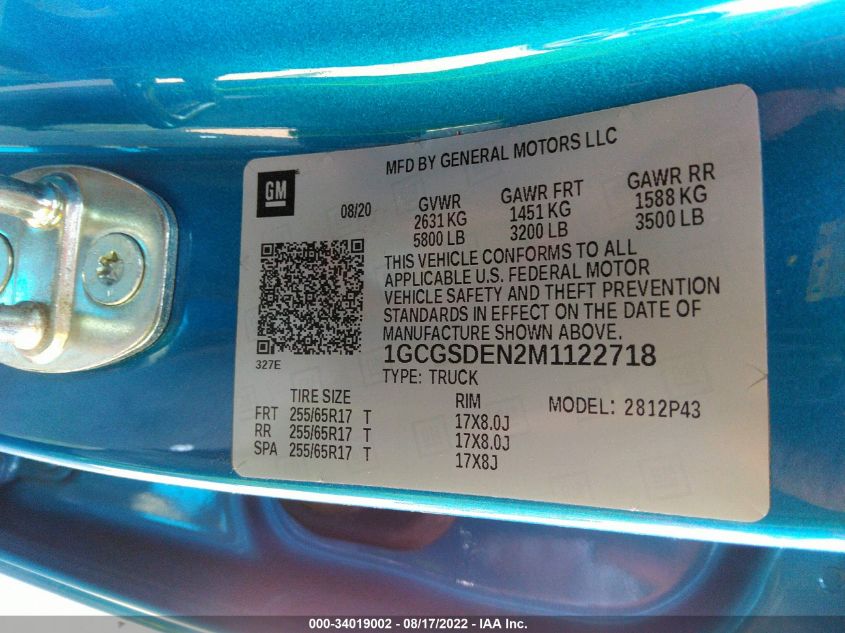 MFD BY GENERAL MOTORS LLC
GM
08/20
GVWR
2631 KG
5800 LB
GAWR FRT
1451 KG
3200 LB
GAWR RR
1588 KG
3500 LB
THIS VEHICLE CONFORMS TO ALL
APPLICABLE U.S. FEDERAL MOTOR
VEHICLE SAFETY AND THEFT PREVENTION
STANDARDS IN EFFECT ON THE DATE OF
MANUFACTURE SHOWN ABOVE.
1GCGSDEN2M1122718
327E
TYPE: TRUCK
TIRE SIZE
RIM
MODEL: 2812P43
FRT 255/65R17 T 17X8.0J
RR 255/65R17 T 17X8.0J
SPA 255/65R17 T 17X8J
000-34019002 - 08/17/2022 - IAA Inc.